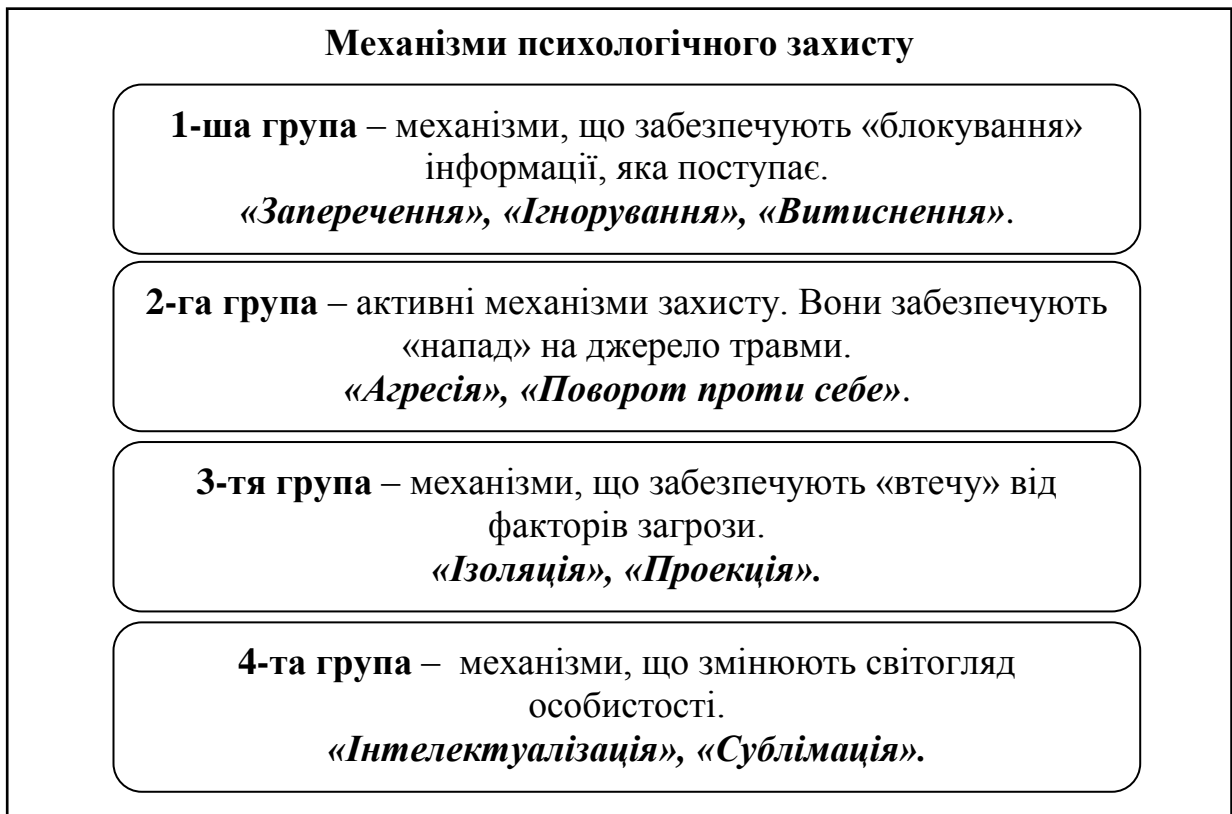 Механізми психологічного захисту
1-ша група – механізми, що забезпечують «блокування»
інформації, яка поступає.
«Заперечення», «Ігнорування», «Витиснення».
2-га група – активні механізми захисту. Вони забезпечують
«напад» на джерело травми.
«Агресія», «Поворот проти себе».
3-тя група – механізми, що забезпечують «втечу» від
факторів загрози.
«Ізоляція», «Проекція».
4-та група – механізми, що змінюють світогляд
особистості.
«Інтелектуалізація», «Сублімація».